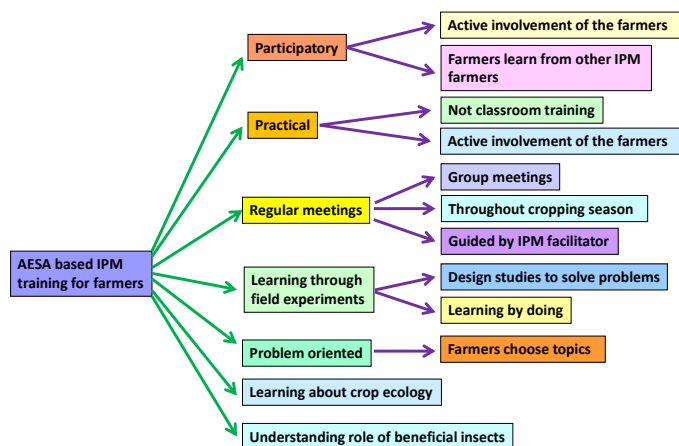 Active involvement of the farmers
Participatory
Farmers learn from other IPM
farmers
Not classroom training
Practical
Active involvement of the farmers
Group meetings
Regular meetings
Throughout cropping season
Guided by IPM facilitator
AESA based IPM
training for farmers
Learning through
field experiments
Design studies to solve problems
Learning by doing
Problem oriented
Farmers choose topics
Learning about crop ecology
Understanding role of beneficial insects